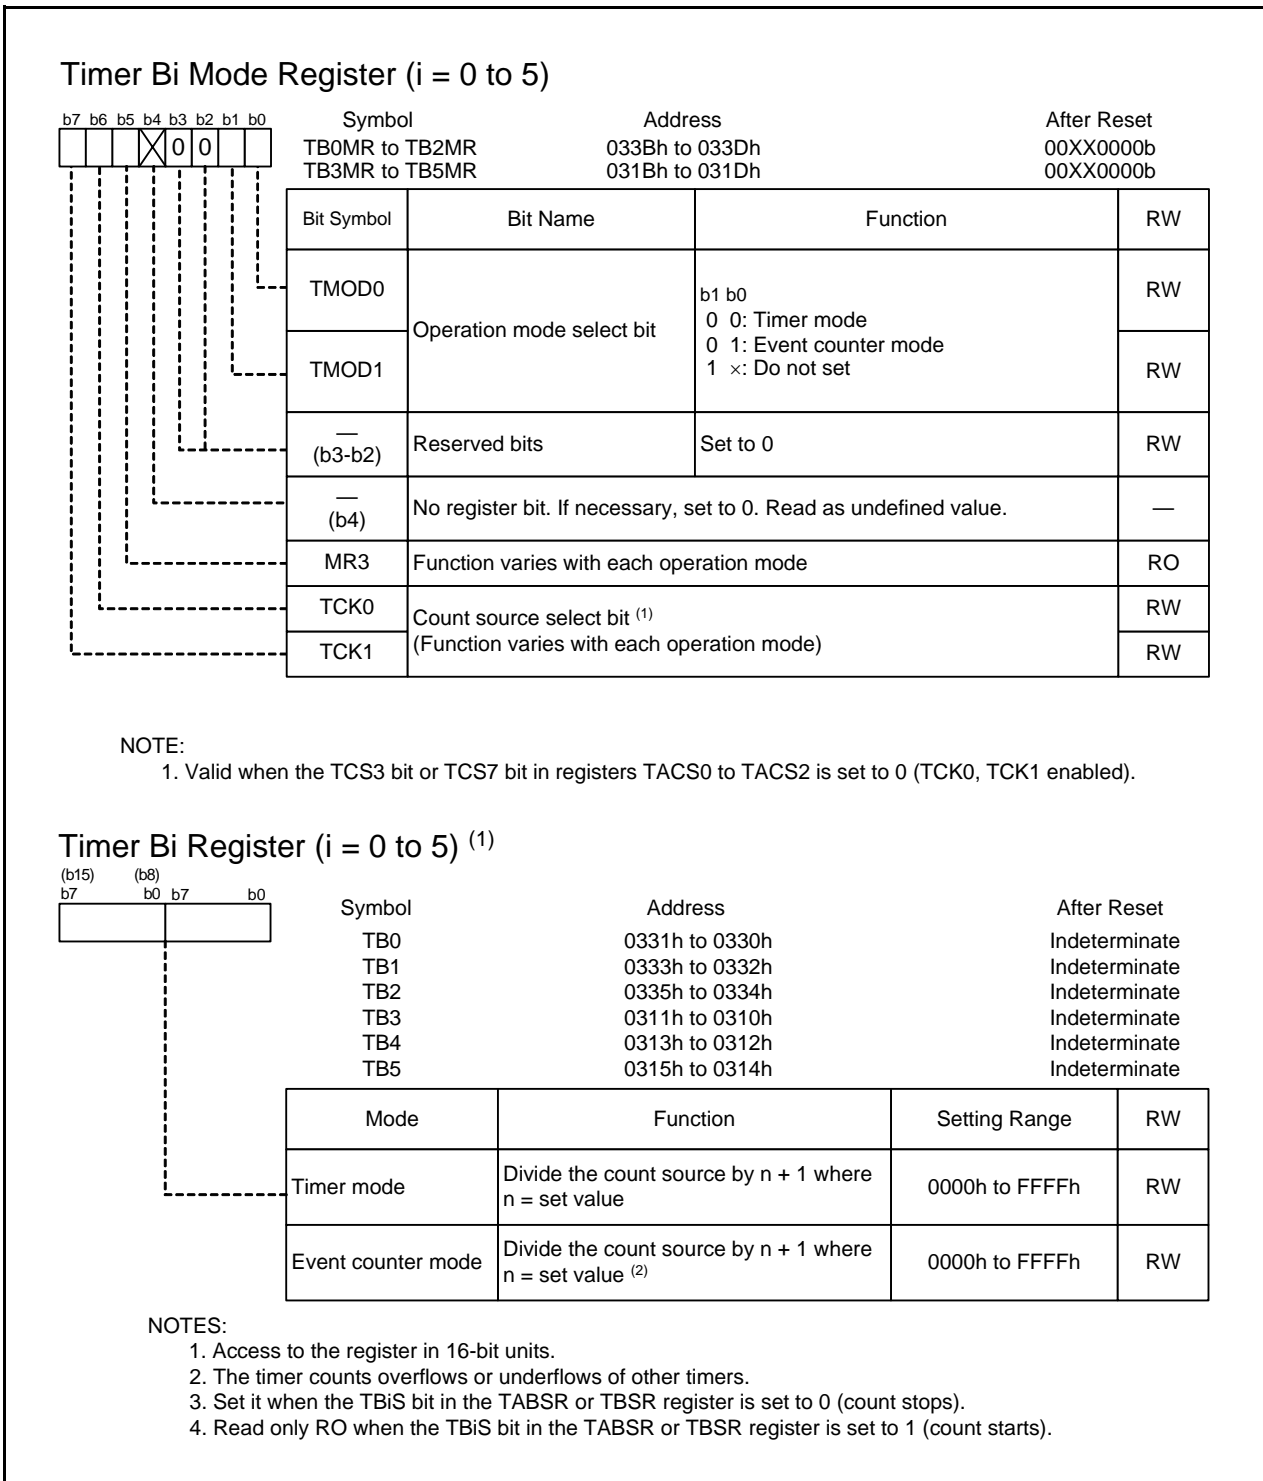 Timer Bi Mode Register (i = 0 to 5)
b7 b6 b5 b4 b3 b2 b1 b0
0 0
Symbol Address After Reset
TB0MR to TB2MR 033Bh to 033Dh 00XX0000b
TB3MR to TB5MR 031Bh to 031Dh 00XX0000b
Bit Symbol Bit Name Function RW
TMOD0 RW
Operation mode select bit
b1 b0
0 0: Timer mode
0 1: Event counter mode
1 ×: Do not set
TMOD1 RW
—
(b3-b2) Reserved bits Set to 0 RW
—
(b4) No register bit. If necessary, set to 0. Read as undefined value. —
MR3 Function varies with each operation mode RO
TCK0 RW
Count source select bit (1)
(Function varies with each operation mode)
TCK1 RW
NOTE:
1. Valid when the TCS3 bit or TCS7 bit in registers TACS0 to TACS2 is set to 0 (TCK0, TCK1 enabled).
Timer Bi Register (i = 0 to 5) (1)
(b15) (b8)
b7 b0 b7 b0
Symbol Address After Reset
TB0 0331h to 0330h Indeterminate
TB1 0333h to 0332h Indeterminate
TB2 0335h to 0334h Indeterminate
TB3 0311h to 0310h Indeterminate
TB4 0313h to 0312h Indeterminate
TB5 0315h to 0314h Indeterminate
Mode Function Setting Range RW
Timer mode Divide the count source by n + 1 where
n = set value 0000h to FFFFh RW
Event counter mode Divide the count source by n + 1 where
n = set value (2) 0000h to FFFFh RW
NOTES:
1. Access to the register in 16-bit units.
2. The timer counts overflows or underflows of other timers.
3. Set it when the TBiS bit in the TABSR or TBSR register is set to 0 (count stops).
4. Read only RO when the TBiS bit in the TABSR or TBSR register is set to 1 (count starts).